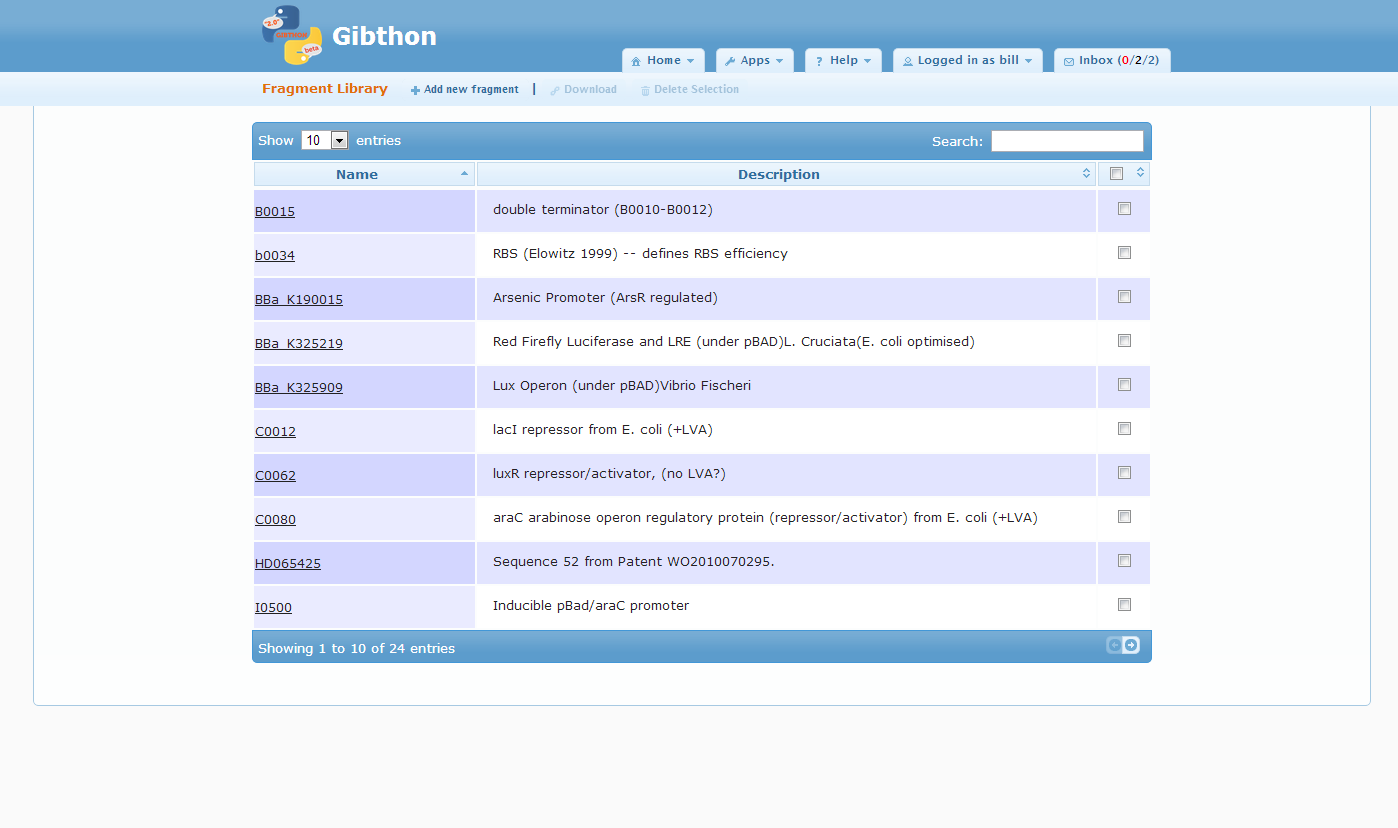 "2.0"
GIBTHON
beta
Gibthon
Home
Apps
? Help
Logged in as bill
Inbox (0/2/2)
Fragment Library
Add new fragment | Download Delete Selection
Show 10 entries
Search:
Name Description
B0015 double terminator (B0010-B0012)
b0034 RBS (Elowitz 1999) -- defines RBS efficiency
BBa_K190015 Arsenic Promoter (ArsR regulated)
BBa_K325219 Red Firefly Luciferase and LRE (under pBAD)L. Cruciata(E. coli optimised)
BBa_K325909 Lux Operon (under pBAD)Vibrio Fischeri
C0012 lacI repressor from E. coli (+LVA)
C0062 luxR repressor/activator, (no LVA?)
C0080 araC arabinose operon regulatory protein (repressor/activator) from E. coli (+LVA)
HD065425 Sequence 52 from Patent WO2010070295.
I0500 Inducible pBad/araC promoter
Showing 1 to 10 of 24 entries